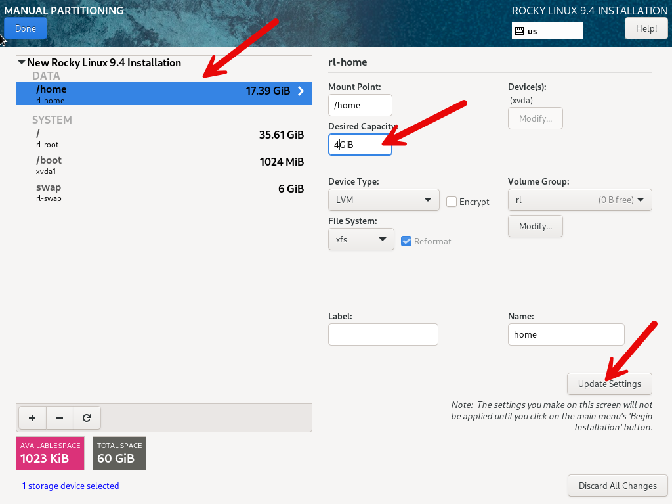 MANUAL PARTITIONING
ROCKY LINUX 9.4 INSTALLATION
Done
us
Help!
New Rocky Linux 9.4 Installation
DATA
/home
17.39 GiB
rl-home
SYSTEM
/
35.61 GiB
rl-root
/boot
1024 MiB
xvda1
swap
6 GiB
rl-swap
+ −
AVAILABLE SPACE
1023 KiB
TOTAL SPACE
60 GiB
1 storage device selected
rl-home
Mount Point:
Device(s):
/home
(xvda)
Modify...
Desired Capacity:
4GiB
Device Type:
Volume Group:
LVM
Encrypt
rl
(0 B free)
File System:
Modify...
xfs
Reformat
Label:
Name:
home
Update Settings
Note: The settings you make on this screen will not
be applied until you click on the main menu's 'Begin
Installation' button.
Discard All Changes